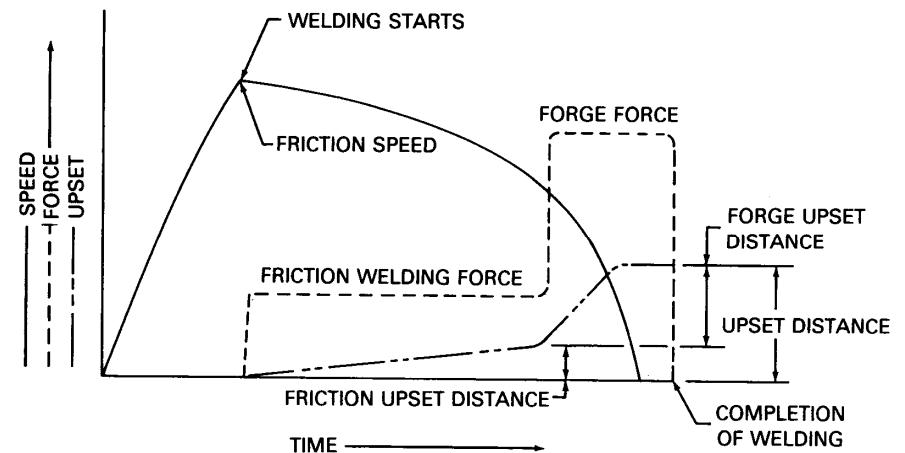 WELDING STARTS
FORGE FORCE
FRICTION SPEED
SPEED
FORCE
UPSET
FORGE UPSET
DISTANCE
FRICTION WELDING FORCE
UPSET DISTANCE
FRICTION UPSET DISTANCE
COMPLETION
OF WELDING
TIME